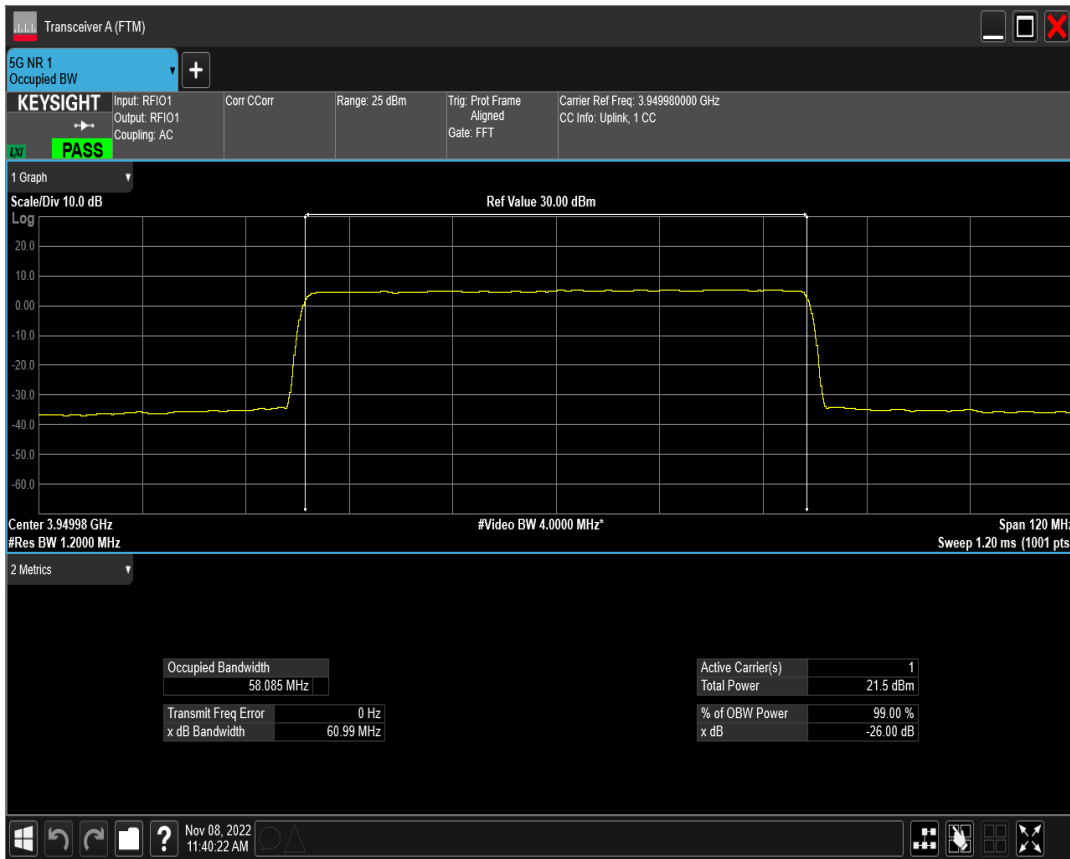 Transceiver A (FTM)
5G NR 1
Occupied BW
+
KEYSIGHT
LXI
PASS
Input: RFIO1
Output: RFIO1
Coupling: AC
Corr CCorr
Range: 25 dBm
Trig: Prot Frame
Aligned
Gate: FFT
Carrier Ref Freq: 3.949980000 GHz
CC Info: Uplink, 1 CC
1 Graph
Scale/Div 10.0 dB
Ref Value 30.00 dBm
Log
20.0
10.0
0.00
-10.0
-20.0
-30.0
-40.0
-50.0
-60.0
Center 3.94998 GHz
#Video BW 4.0000 MHz*
Span 120 MHz
#Res BW 1.2000 MHz
Sweep 1.20 ms (1001 pts
2 Metrics
Occupied Bandwidth
58.085 MHz
Transmit Freq Error 0 Hz
x dB Bandwidth 60.99 MHz
Active Carrier(s) 1
Total Power 21.5 dBm
% of OBW Power 99.00 %
x dB -26.00 dB
?
Nov 08, 2022
11:40:22 AM